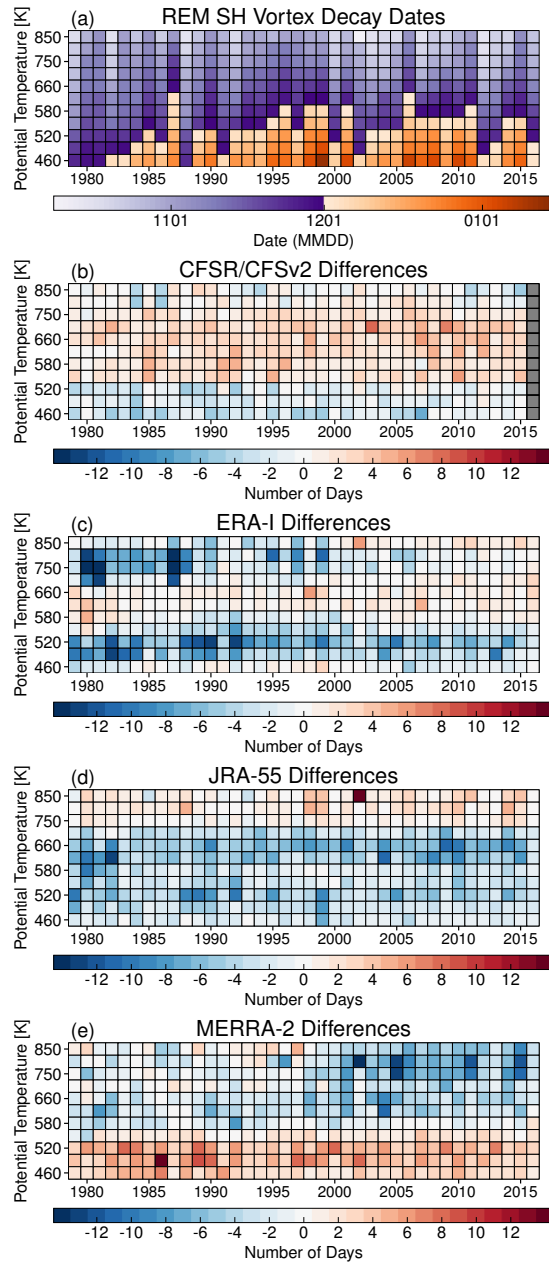 (a) REM SH Vortex Decay Dates
Potential Temperature [K]
850
750
660
580
520
460
1980 1985 1990 1995 2000 2005 2010 2015
1101 1201 0101
Date (MMDD)
(b) CFSR/CFSv2 Differences
Potential Temperature [K]
850
750
660
580
520
460
1980 1985 1990 1995 2000 2005 2010 2015
-12 -10 -8 -6 -4 -2 0 2 4 6 8 10 12
Number of Days
(c) ERA-I Differences
Potential Temperature [K]
850
750
660
580
520
460
1980 1985 1990 1995 2000 2005 2010 2015
-12 -10 -8 -6 -4 -2 0 2 4 6 8 10 12
Number of Days
(d) JRA-55 Differences
Potential Temperature [K]
850
750
660
580
520
460
1980 1985 1990 1995 2000 2005 2010 2015
-12 -10 -8 -6 -4 -2 0 2 4 6 8 10 12
Number of Days
(e) MERRA-2 Differences
Potential Temperature [K]
850
750
660
580
520
460
1980 1985 1990 1995 2000 2005 2010 2015
-12 -10 -8 -6 -4 -2 0 2 4 6 8 10 12
Number of Days